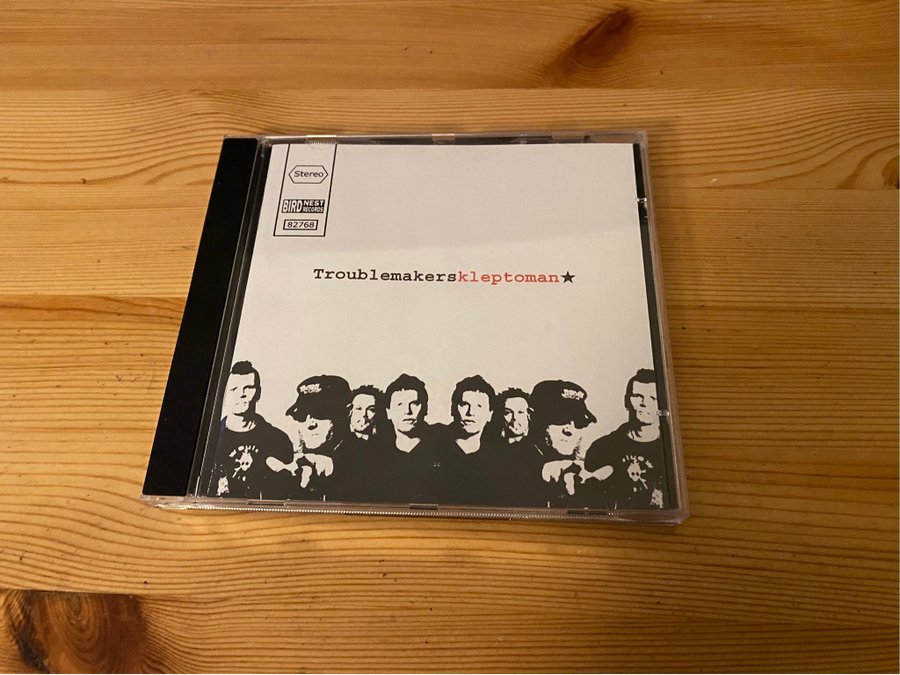 Stereo
BIRD NEST RECORDS
82768
Troublemakerskleptoman★